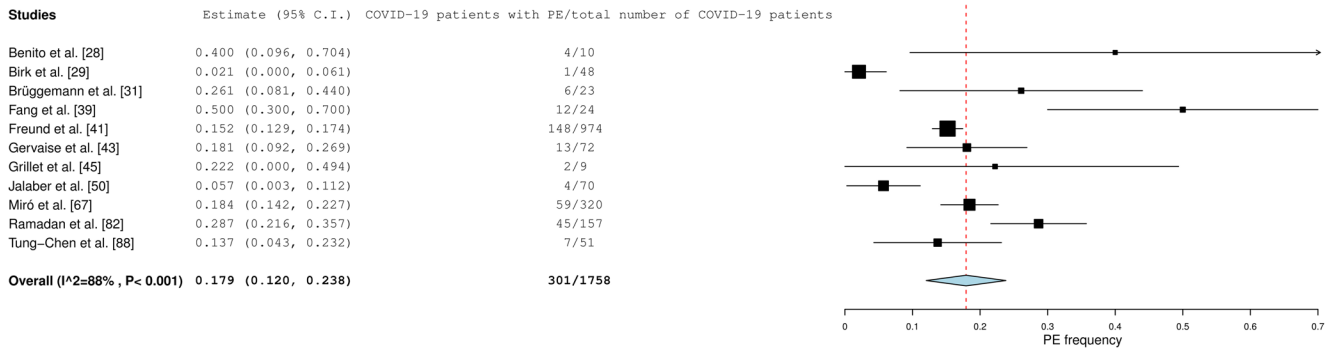 Studies Estimate (95% C.I.) COVID-19 patients with PE/total number of COVID-19 patients
Benito et al. [28] 0.400 (0.096, 0.704) 4/10
Birk et al. [29] 0.021 (0.000, 0.061) 1/48
Brüggemann et al. [31] 0.261 (0.081, 0.440) 6/23
Fang et al. [39] 0.500 (0.300, 0.700) 12/24
Freund et al. [41] 0.152 (0.129, 0.174) 148/974
Gervaise et al. [43] 0.181 (0.092, 0.269) 13/72
Grillet et al. [45] 0.222 (0.000, 0.494) 2/9
Jalaber et al. [50] 0.057 (0.003, 0.112) 4/70
Miró et al. [67] 0.184 (0.142, 0.227) 59/320
Ramadan et al. [82] 0.287 (0.216, 0.357) 45/157
Tung−Chen et al. [88] 0.137 (0.043, 0.232) 7/51
Overall (I^2=88% , P< 0.001) 0.179 (0.120, 0.238) 301/1758
0 0.1 0.2 0.3 0.4 0.5 0.6 0.7
PE frequency